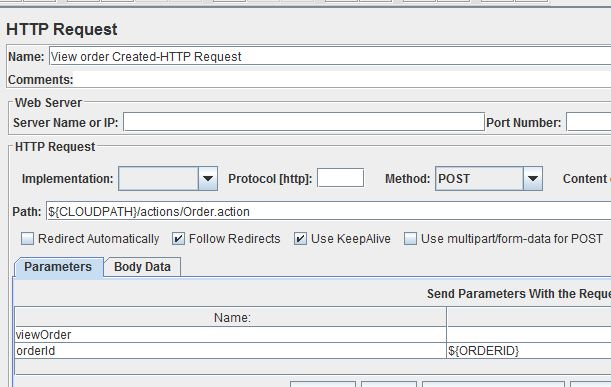 HTTP Request
Name: View order Created-HTTP Request
Comments:
Web Server
Server Name or IP: Port Number:
HTTP Request
Implementation: Protocol [http]: Method: POST Content
Path: ${CLOUDPATH}/actions/Order.action
Redirect Automatically Follow Redirects Use KeepAlive Use multipart/form-data for POST
Parameters Body Data
Send Parameters With the Reque
Name:
viewOrder
orderId ${ORDERID}